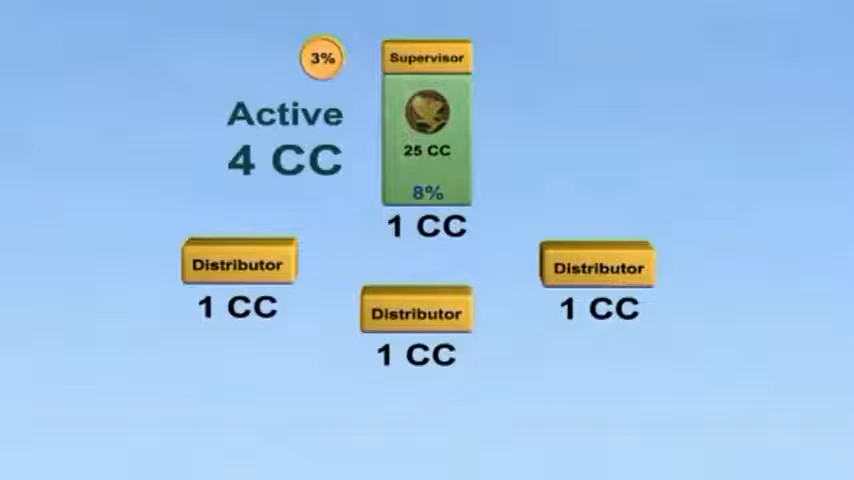 3%
Supervisor
Active
4 CC
25 CC
8%
1 CC
Distributor
1 CC
Distributor
1 CC
Distributor
1 CC